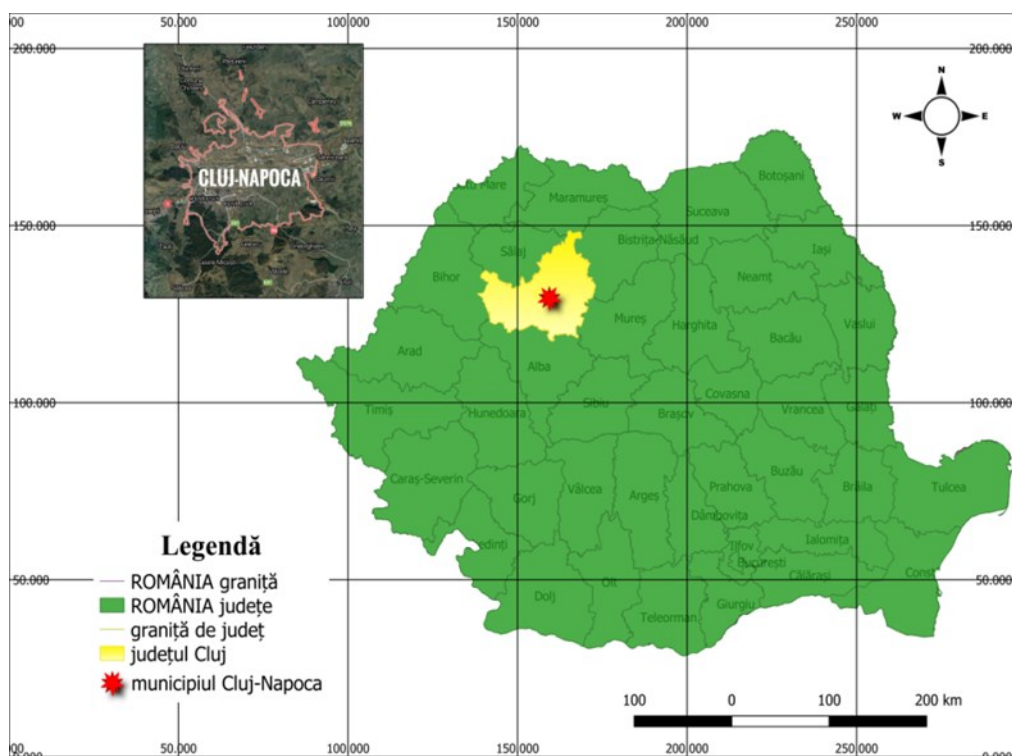 00
50.000
100.000
150.000
200.000
250.000
200.000
200.000
150.000
150.000
100.000
100.000
50.000
50.000
CLUJ-NAPOCA
N
W
E
S
Mare
Maramureș
Botoșani
Suceava
Sălaj
Bistrița-Năsăud
Iași
Bihor
Neamț
Mureș
Harghita
Vaslui
Bacău
Arad
Alba
Covasna
Timiș
Hunedoara
Sibiu
Brașov
Vrancea
Galați
Caraș-Severin
Gorj
Vâlcea
Argeș
Prahova
Buzău
Brăila
Tulcea
Dâmbovița
edinți
Ilfov
Ialomița
București
Călărași
Const
Dolj
Olt
Teleorman
Giurgiu
Legendă
ROMÂNIA graniță
ROMÂNIA județe
graniță de județ
județul Cluj
municipiul Cluj-Napoca
100 0 100 200 km
00
50.000
100.000
150.000
200.000
250.000